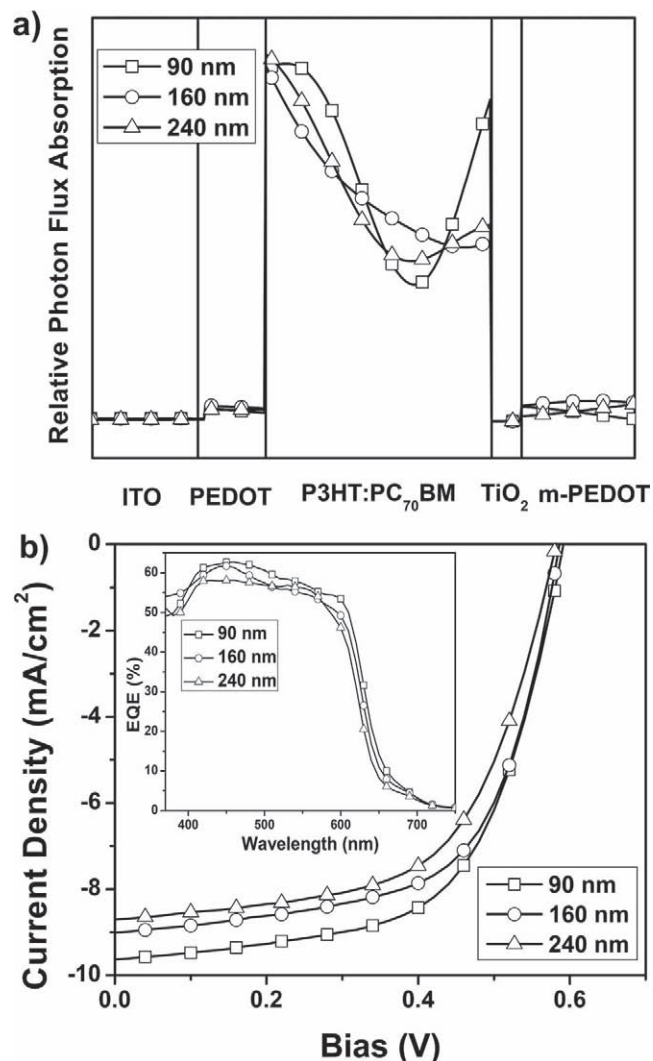 a)
Relative Photon Flux Absorption
90 nm
160 nm
240 nm
ITO PEDOT P3HT:PC₇₀BM TiO₂ m-PEDOT
b)
Current Density (mA/cm²)
0
-2
-4
-6
-8
-10
EQE (%)
60
50
40
30
20
10
0
90 nm
160 nm
240 nm
400 500 600 700
Wavelength (nm)
90 nm
160 nm
240 nm
0.0 0.2 0.4 0.6
Bias (V)